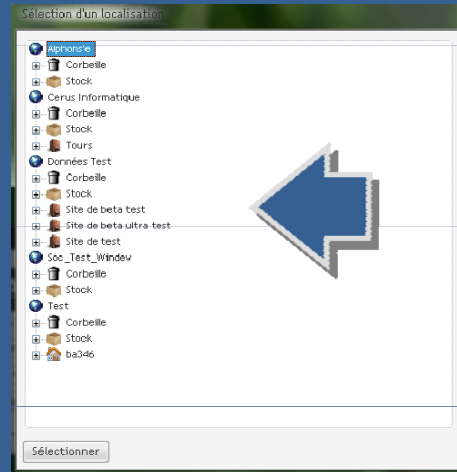 Sélection d'un localisation
Alphons'e
Corbeille
Stock
Cerus Informatique
Corbeille
Stock
Tours
Données Test
Corbeille
Stock
Site de beta test
Site de beta ultra test
Site de test
Soc_Test_Windev
Corbeille
Stock
Test
Corbeille
Stock
ba346
Sélectionner